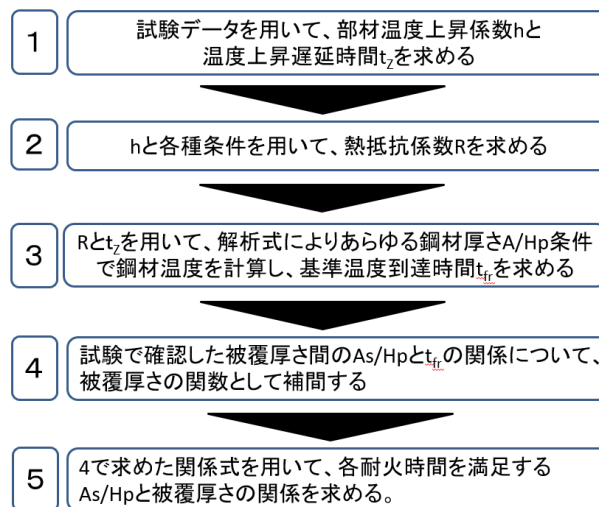 1
試験データを用いて、部材温度上昇係数hと
温度上昇遅延時間tZを求める
2
hと各種条件を用いて、熱抵抗係数Rを求める
3
RとtZを用いて、解析式によりあらゆる鋼材厚さA/Hp条件
で鋼材温度を計算し、基準温度到達時間tfrを求める
4
試験で確認した被覆厚さ間のAs/Hpとtfrの関係について、
被覆厚さの関数として補間する
5
4で求めた関係式を用いて、各耐火時間を満足する
As/Hpと被覆厚さの関係を求める。